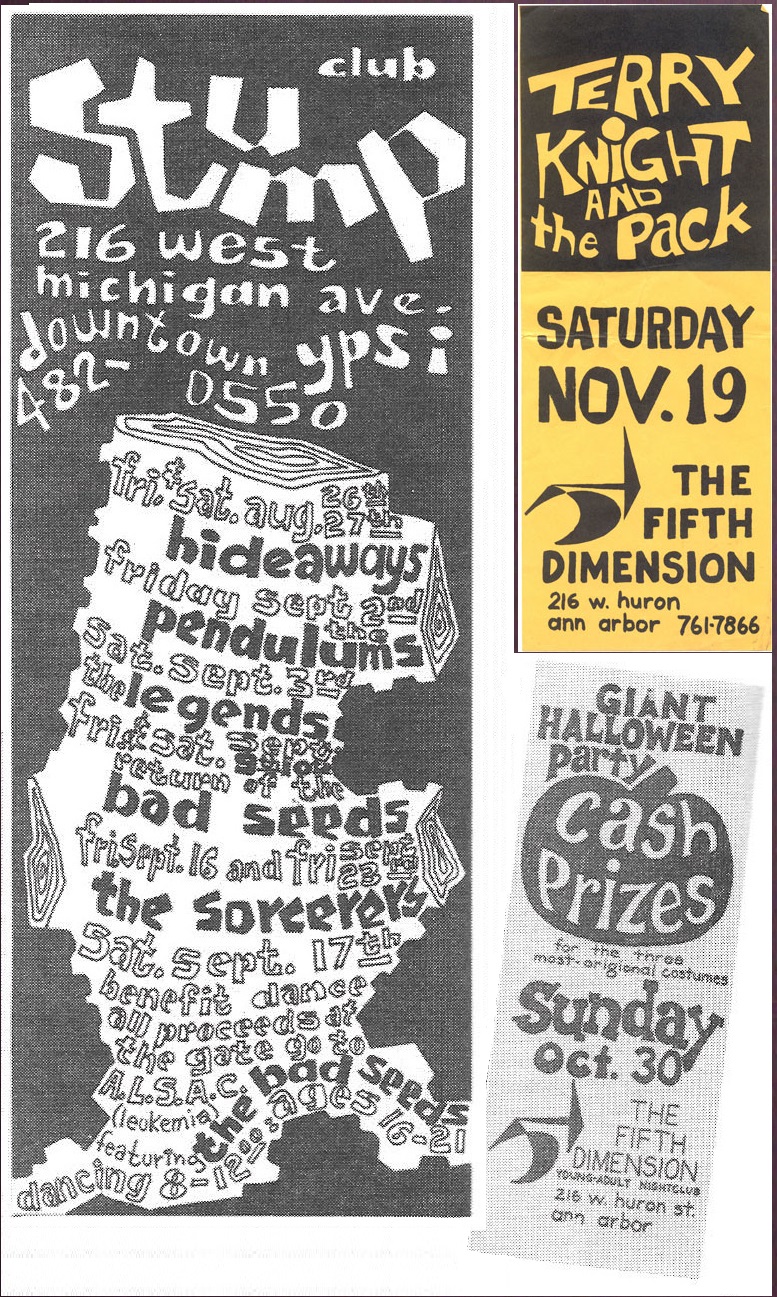 club
stump
216 west
michigan ave.
downtown ypsi
482-0550
fri. & sat. aug. 26th
27th
hideaways
friday sept 2nd
the
pendulums
sat. sept. 3rd
the legends
fri. & sat. sept.
return of the
bad seeds
fri sept. 16 and fri sept
23rd
the sorcerers
sat. sept. 17th
benefit dance
all proceeds at
the gate go to
A.L.S.A.C.
(leukemia)
featuring
the bad seeds
dancing 8-12:00: ages 16-21
TERRY
KNiGHT
AND
the Pack
SATURDAY
NOV. 19
THE
FIFTH
DIMENSION
216 w. huron
ann arbor 761-7866
GIANT
HALLOWEEN
party!
cash
prizes
for the three
most-origional costumes
Sunday
oct. 30
THE
FIFTH
DIMENSION
YOUNG-ADULT NIGHTCLUB
216 w. huron st.
ann arbor